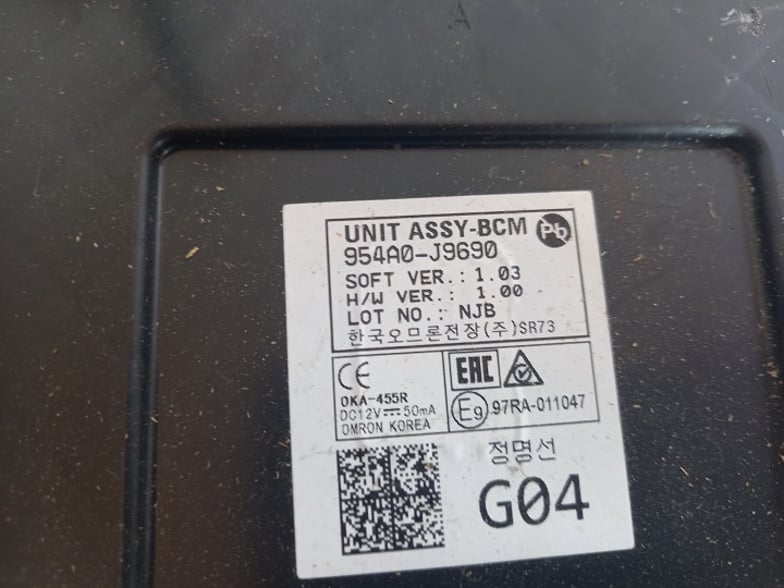 A
UNIT ASSY-BCM Pb
954A0-J9690
SOFT VER.: 1.03
H/W VER.: 1.00
LOT NO.: NJB
한국오므론전장(주)SR73
CE
EAC
OKA-455R
DC12V⎓50mA
OMRON KOREA
E9 97RA-011047
정명선
G04